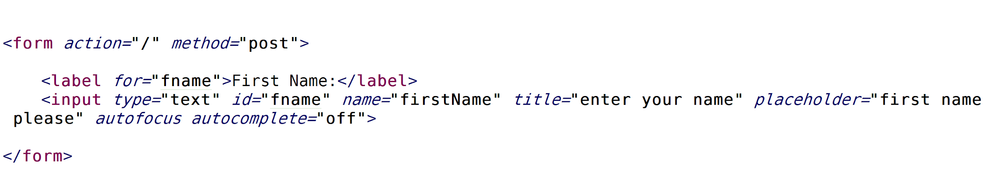 <form action="/" method="post">
<label for="fname">First Name:</label>
<input type="text" id="fname" name="firstName" title="enter your name" placeholder="first name
please" autofocus autocomplete="off">
</form>